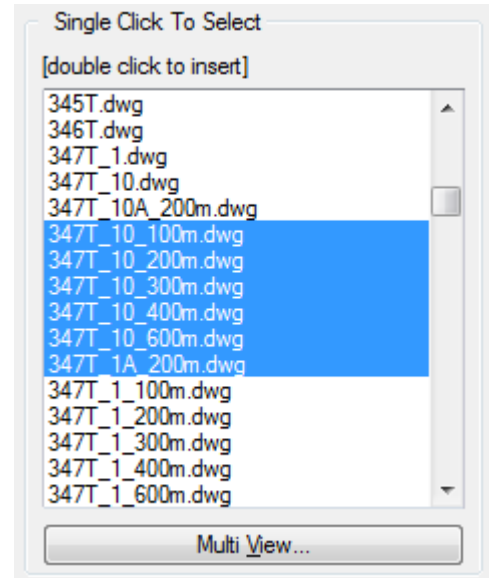 Single Click To Select
[double click to insert]
345T.dwg
346T.dwg
347T_1.dwg
347T_10.dwg
347T_10A_200m.dwg
347T_10_100m.dwg
347T_10_200m.dwg
347T_10_300m.dwg
347T_10_400m.dwg
347T_10_600m.dwg
347T_1A_200m.dwg
347T_1_100m.dwg
347T_1_200m.dwg
347T_1_300m.dwg
347T_1_400m.dwg
347T_1_600m.dwg
Multi View...